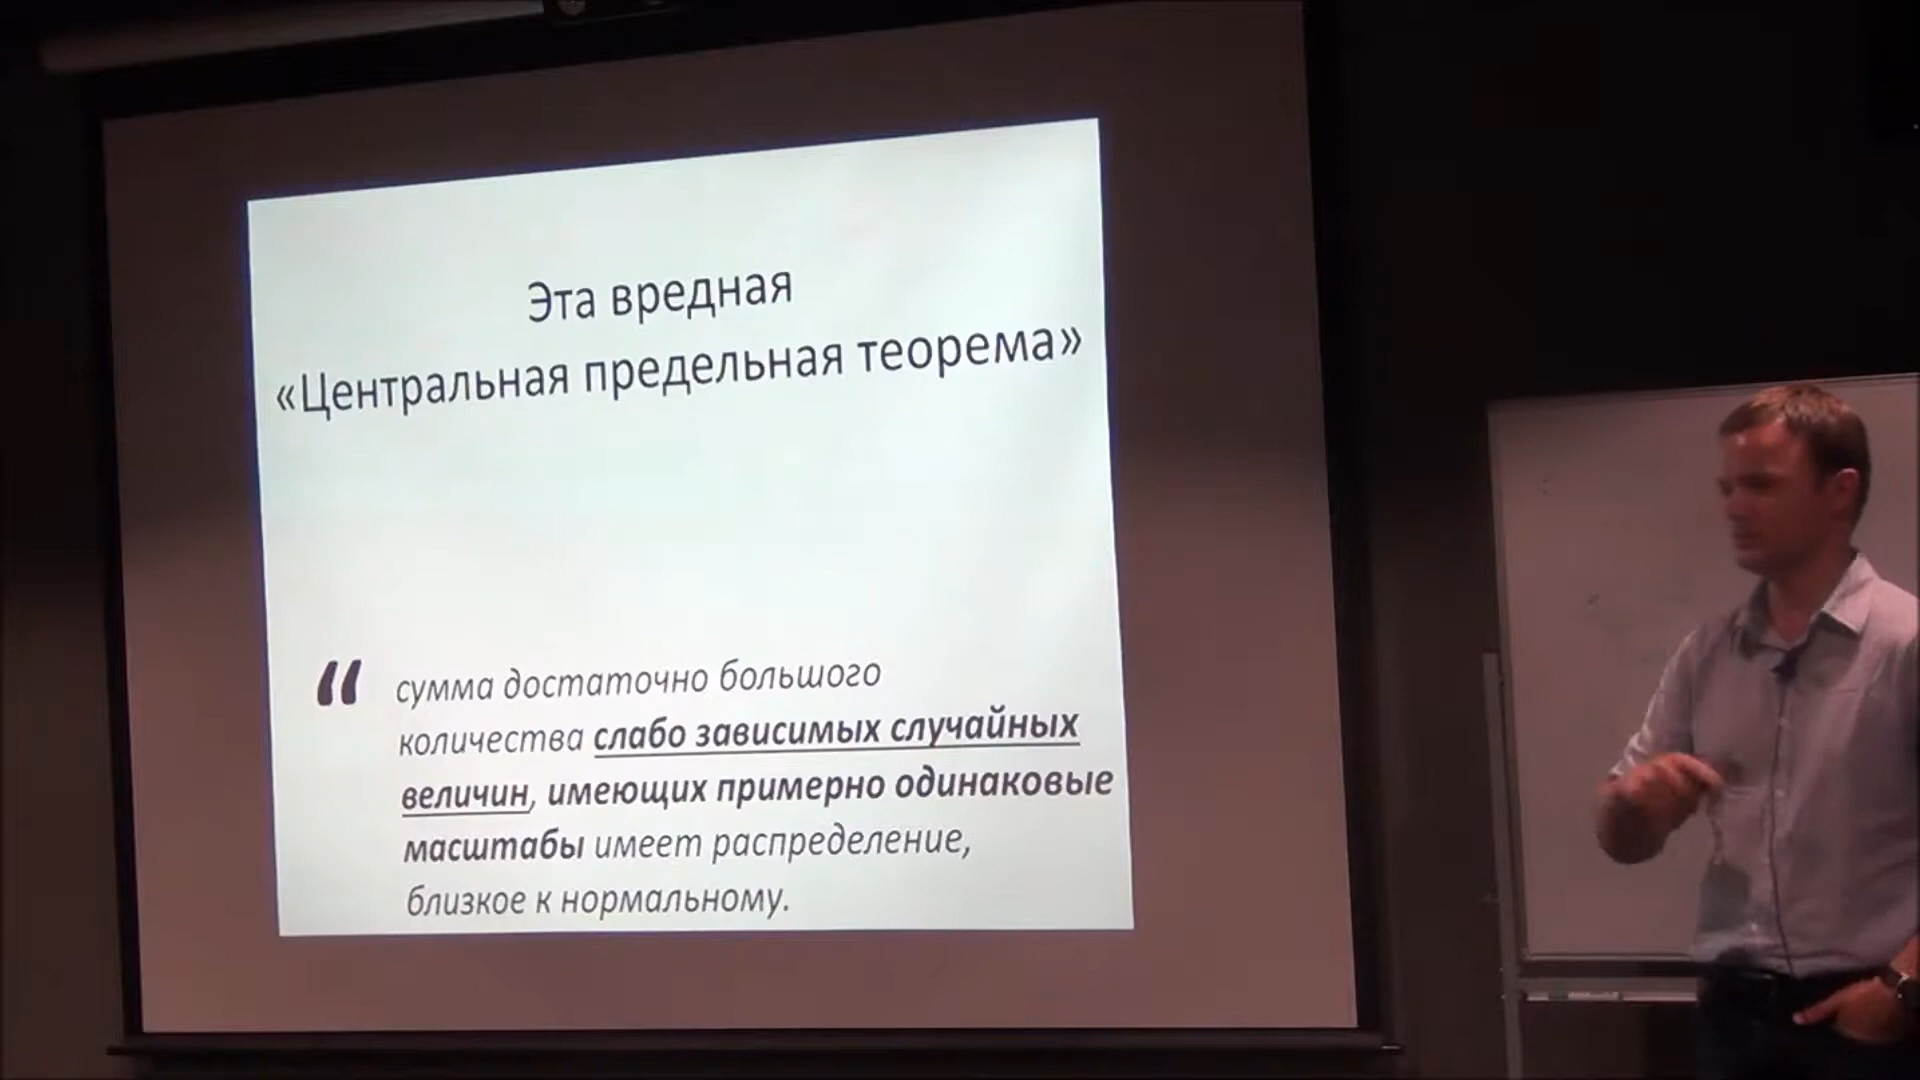 Эта вредная
«Центральная предельная теорема»
“ сумма достаточно большого
количества слабо зависимых случайных
величин, имеющих примерно одинаковые
масштабы имеет распределение,
близкое к нормальному.